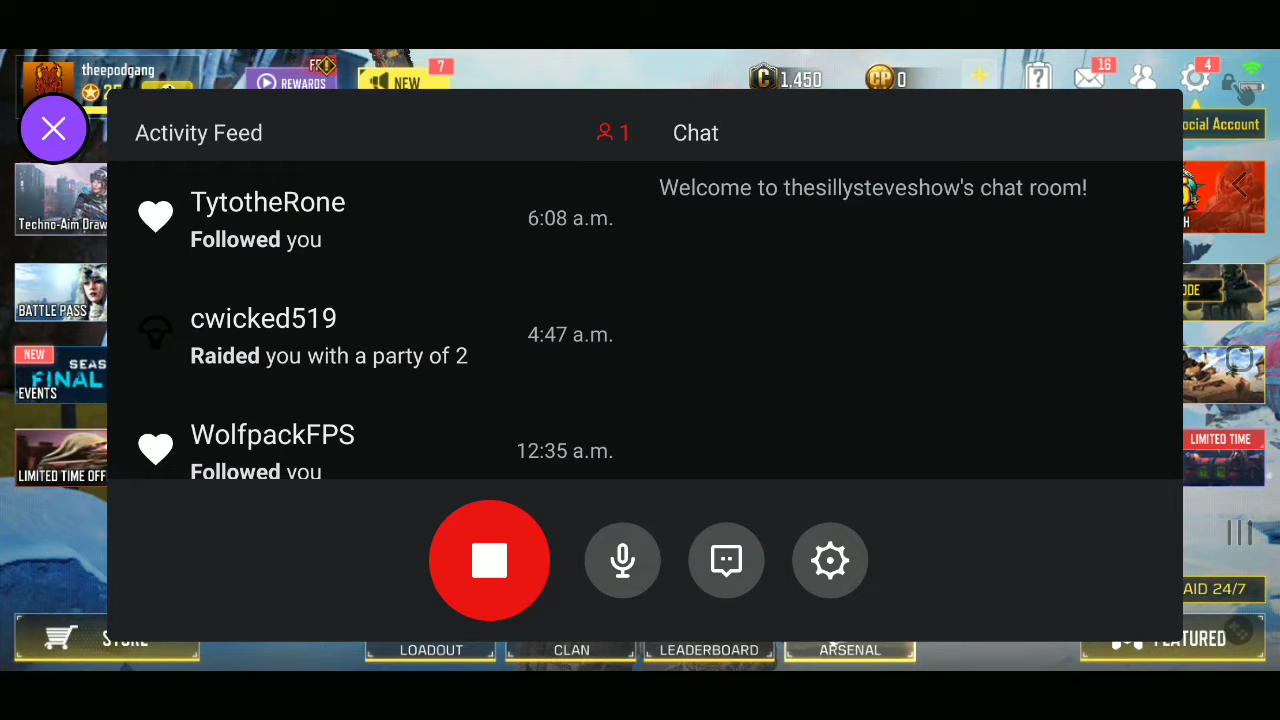 theepodgang
REWARDS
7
NEW
1,450
0
16
4
Social Account
Activity Feed
1
Chat
Welcome to thesillysteveshow's chat room!
TytotheRone
Followed you
6:08 a.m.
cwicked519
Raided you with a party of 2
4:47 a.m.
WolfpackFPS
Followed you
12:35 a.m.
Techno-Aim Draw
BATTLE PASS
NEW
SEAS
FINAL
EVENTS
LIMITED TIME OFF
H
ODE
LIMITED TIME
AID 24/7
STORE
LOADOUT
CLAN
LEADERBOARD
ARSENAL
FEATURED